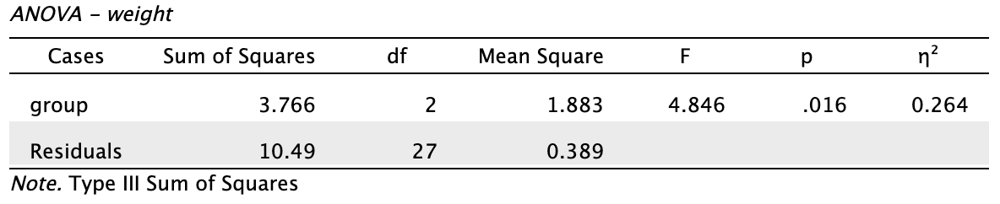 ANOVA – weight
Cases Sum of Squares df Mean Square F p η²
group 3.766 2 1.883 4.846 .016 0.264
Residuals 10.49 27 0.389
Note. Type III Sum of Squares